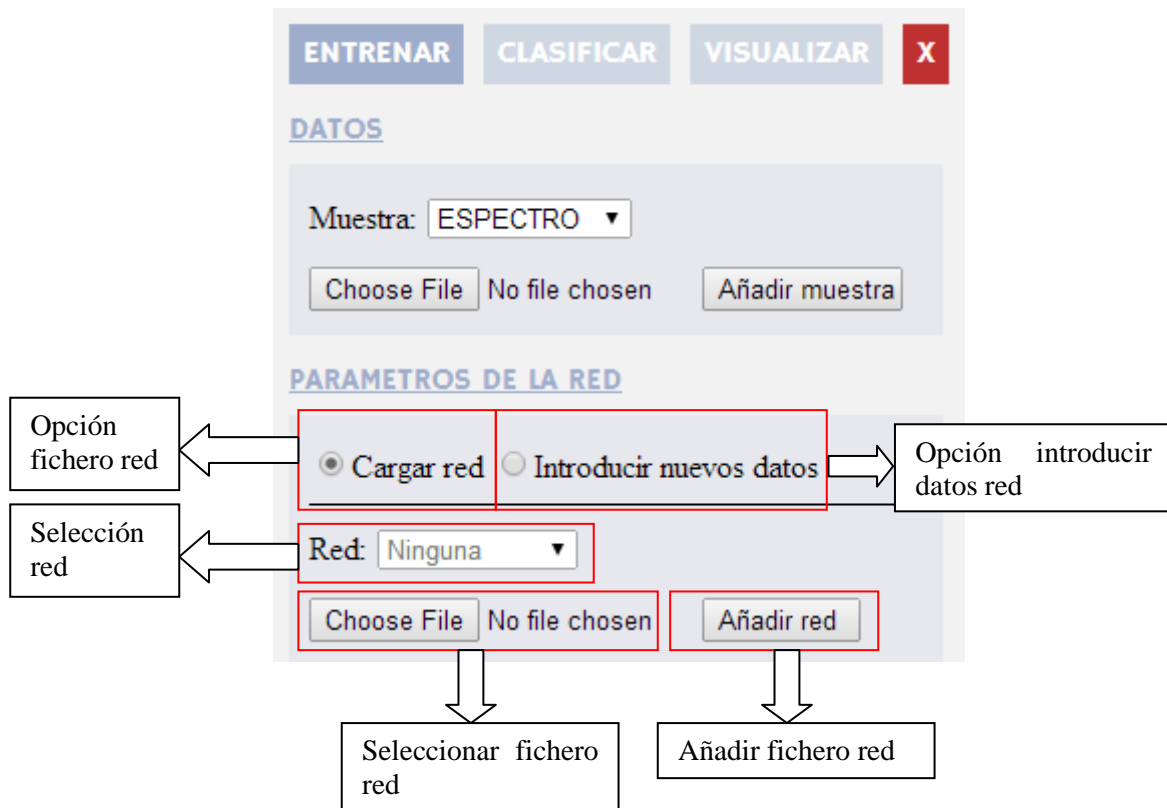 ENTRENAR CLASIFICAR VISUALIZAR X
DATOS
Muestra: ESPECTRO
Choose File No file chosen Añadir muestra
PARAMETROS DE LA RED
Opción
fichero red
Cargar red Introducir nuevos datos
Opción introducir
datos red
Selección
red
Red: Ninguna
Choose File No file chosen Añadir red
Seleccionar fichero
red
Añadir fichero red